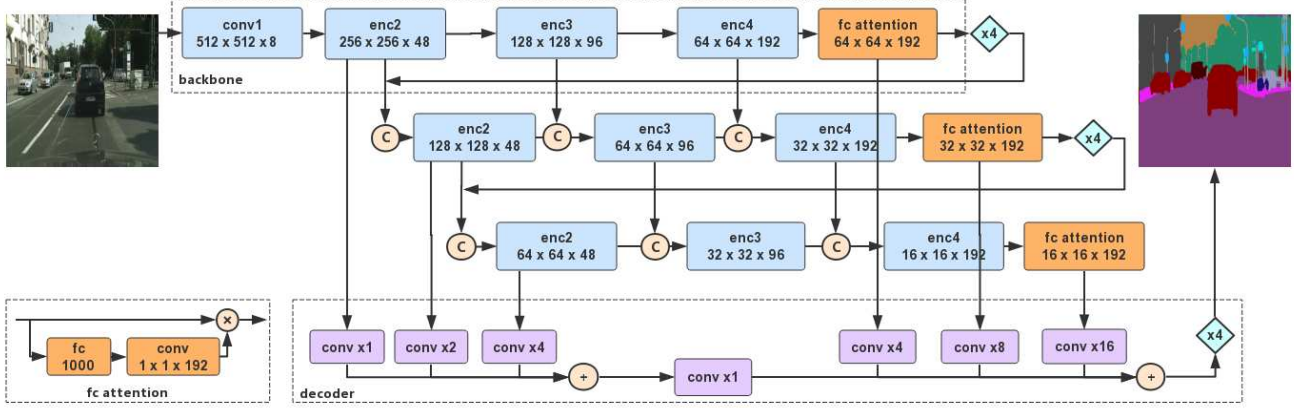 conv1
512 x 512 x 8
enc2
256 x 256 x 48
enc3
128 x 128 x 96
enc4
64 x 64 x 192
fc attention
64 x 64 x 192
x4
backbone
C
enc2
128 x 128 x 48
C
enc3
64 x 64 x 96
C
enc4
32 x 32 x 192
fc attention
32 x 32 x 192
x4
C
enc2
64 x 64 x 48
C
enc3
32 x 32 x 96
C
enc4
16 x 16 x 192
fc attention
16 x 16 x 192
×
fc
1000
conv
1 x 1 x 192
fc attention
conv x1
conv x2
conv x4
conv x4
conv x8
conv x16
x4
+
conv x1
+
decoder